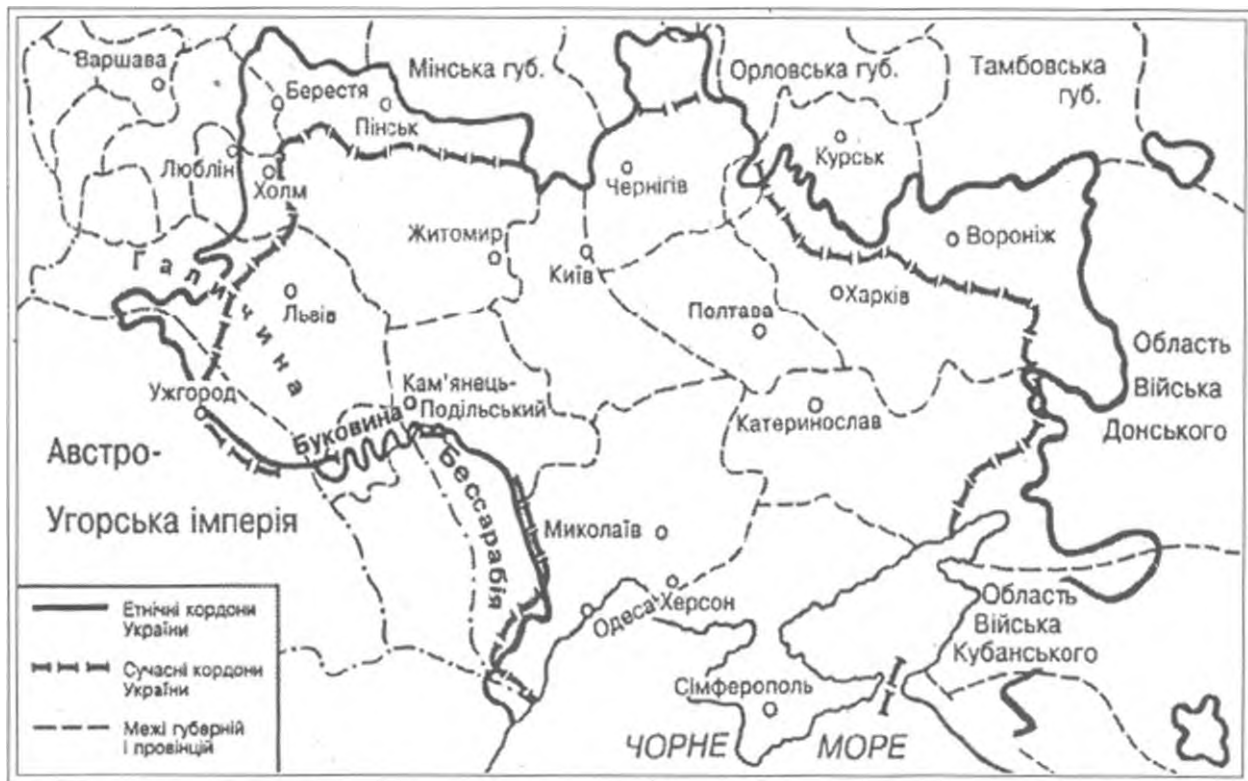 Варшава
Берестя
Пінськ
Мінська губ.
Орловська губ.
Тамбовська
губ.
Люблін
Холм
Чернігів
Курськ
Житомир
Київ
Вороніж
Галичина
Львів
Полтава
Харків
Ужгород
Кам'янець-
Подільський
Буковина
Катеринослав
Область
Війська
Донського
Австро-
Угорська імперія
Бессарабія
Миколаїв
Одеса
Херсон
Область
Війська
Кубанського
Сімферополь
ЧОРНЕ МОРЕ
Етнічні кордони
України
Сучасні кордони
України
Межі губерній
і провінцій